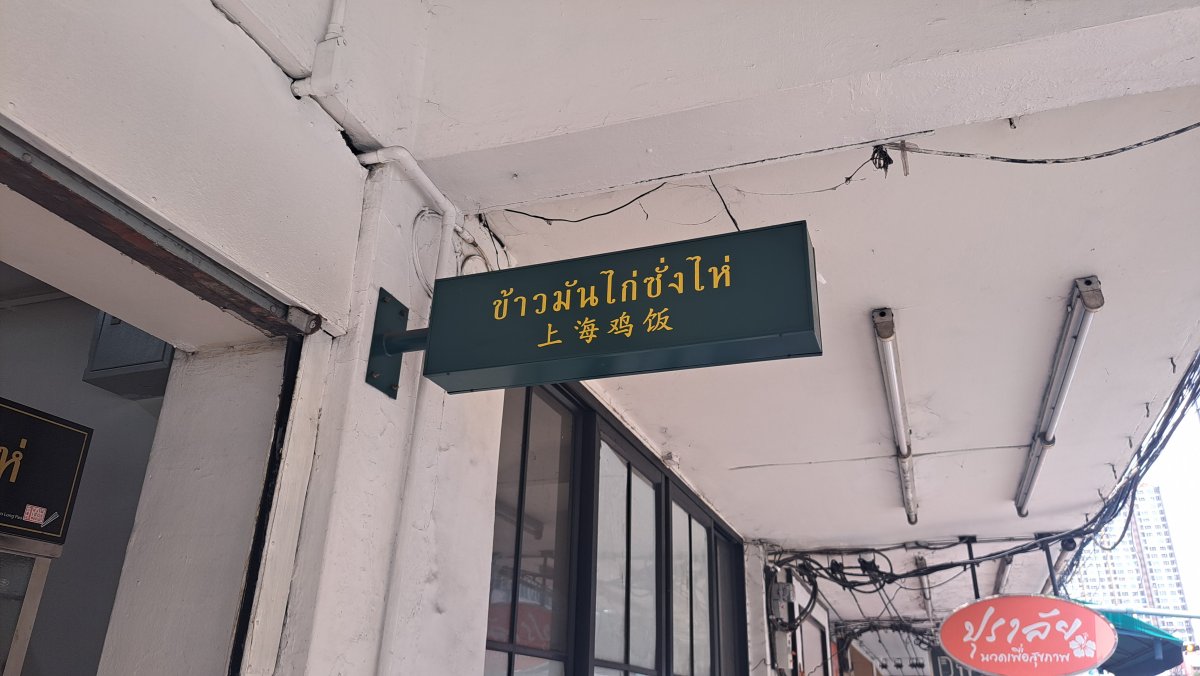 ข้าวมันไก่ซั่งไห่
上海鸡饭
ห่
ปุราลัย
นวดเพื่อสุขภาพ